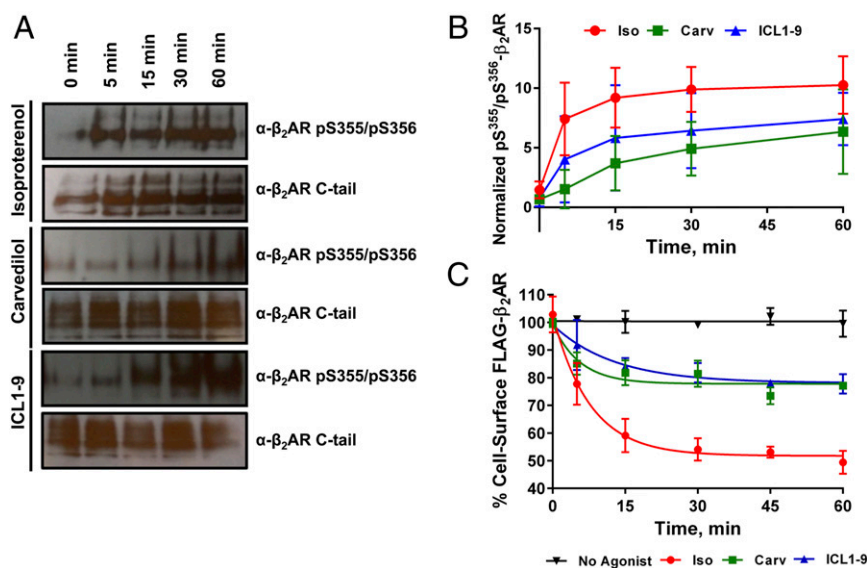 A
0 min
5 min
15 min
30 min
60 min
Isoproterenol
α-β₂AR pS355/pS356
α-β₂AR C-tail
Carvedilol
α-β₂AR pS355/pS356
α-β₂AR C-tail
ICL1-9
α-β₂AR pS355/pS356
α-β₂AR C-tail
B
Iso Carv ICL1-9
Normalized pS³⁵⁵/pS³⁵⁶-β₂AR
15
10
5
0
15 30 45 60
Time, min
C
% Cell-Surface FLAG-β₂AR
110
100
90
80
70
60
50
40
0 15 30 45 60
Time, min
No Agonist Iso Carv ICL1-9